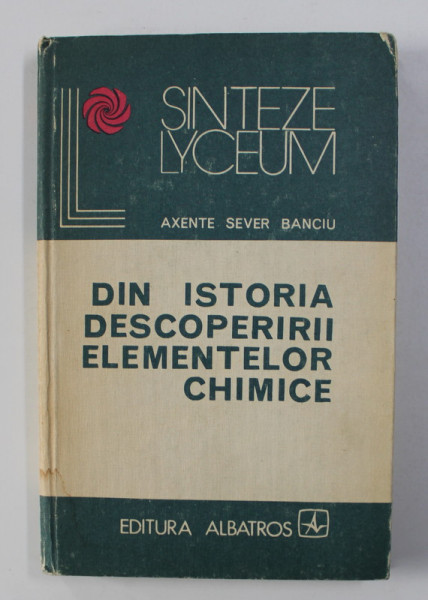 SINTEZE
LYCEUM
AXENTE SEVER BANCIU
DIN ISTORIA
DESCOPERIRII
ELEMENTELOR
CHIMICE
EDITURA ALBATROS